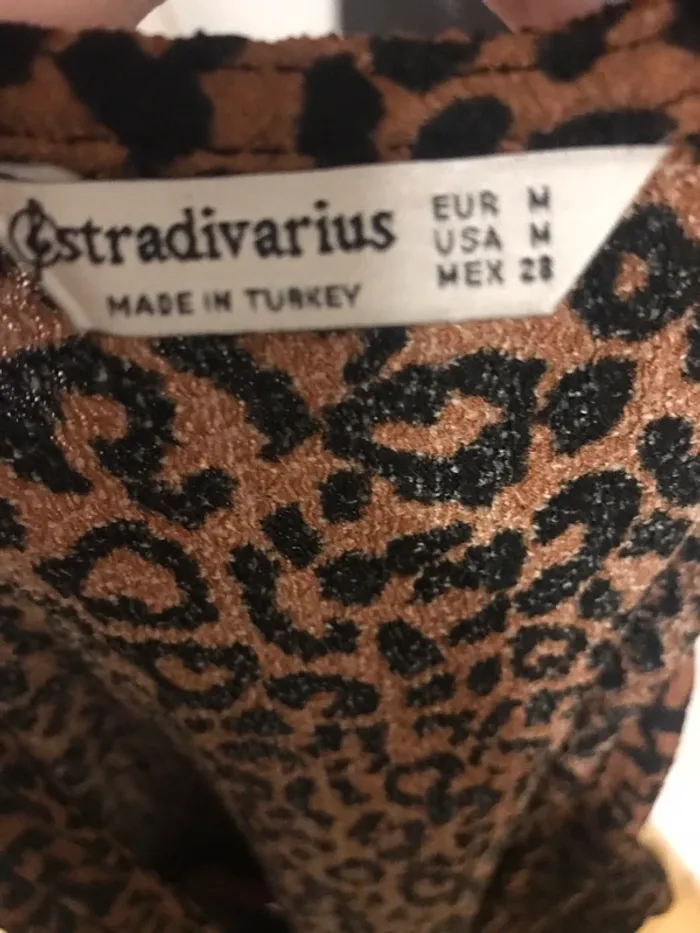 stradivarius
MADE IN TURKEY
EUR M
USA M
MEX 28